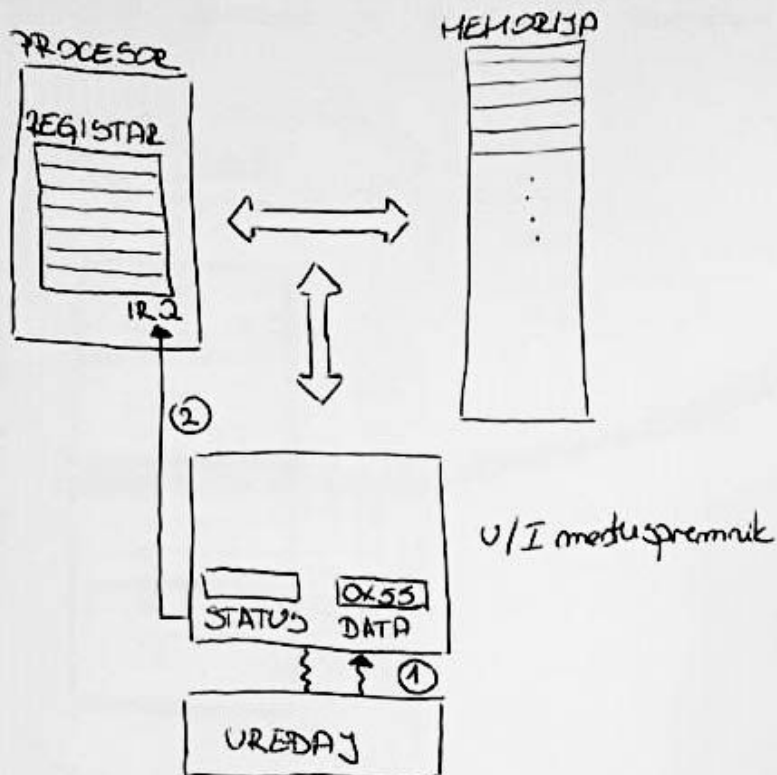 PROCESOR
MEMORIJA
REGISTAR
IRQ
②
U/I međuspremnik
0x55
STATUS
DATA
①
UREĐAJ